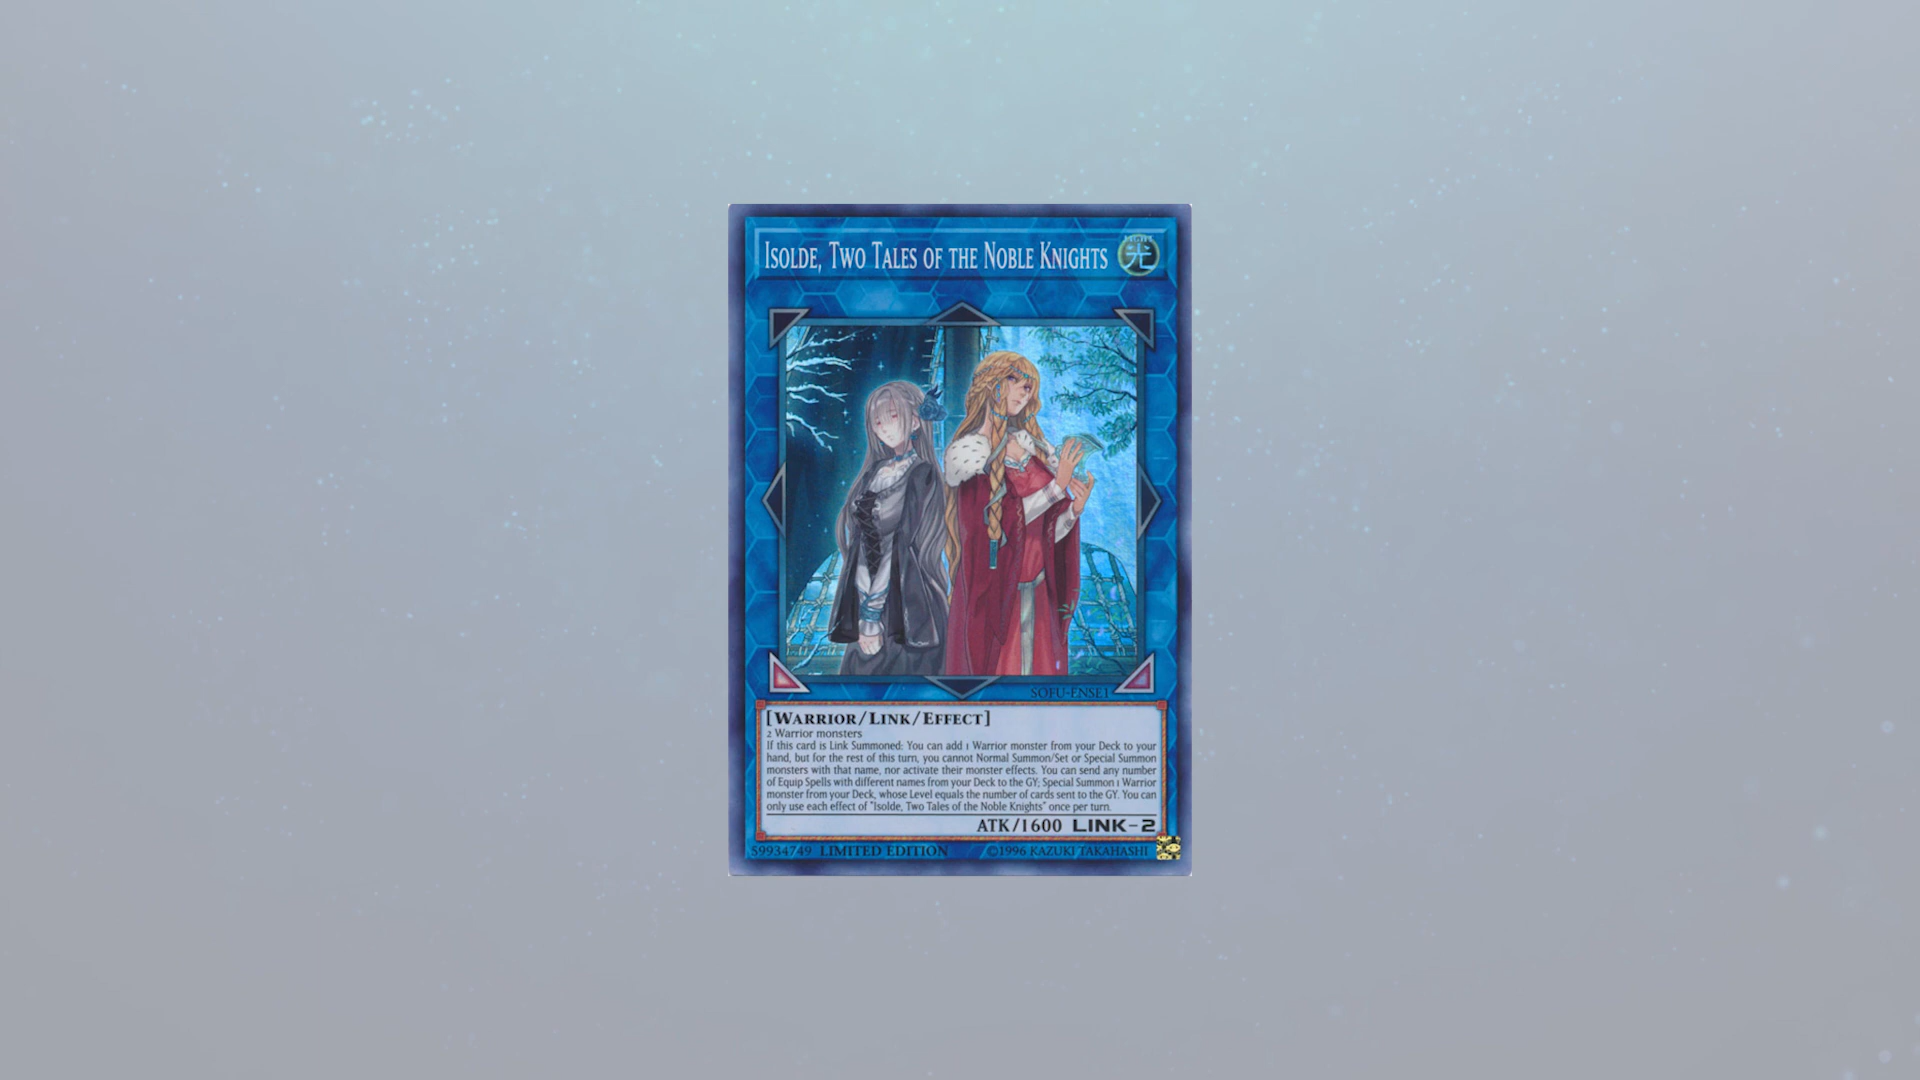 Isolde, Two Tales of the Noble Knights
LIGHT
光
SOFU-ENSE1
[Warrior/Link/Effect]
2 Warrior monsters
If this card is Link Summoned: You can add 1 Warrior monster from your Deck to your
hand, but for the rest of this turn, you cannot Normal Summon/Set or Special Summon
monsters with that name, nor activate their monster effects. You can send any number
of Equip Spells with different names from your Deck to the GY; Special Summon 1 Warrior
monster from your Deck, whose Level equals the number of cards sent to the GY. You can
only use each effect of "Isolde, Two Tales of the Noble Knights" once per turn.
ATK/1600 LINK-2
59934749 LIMITED EDITION ©1996 KAZUKI TAKAHASHI